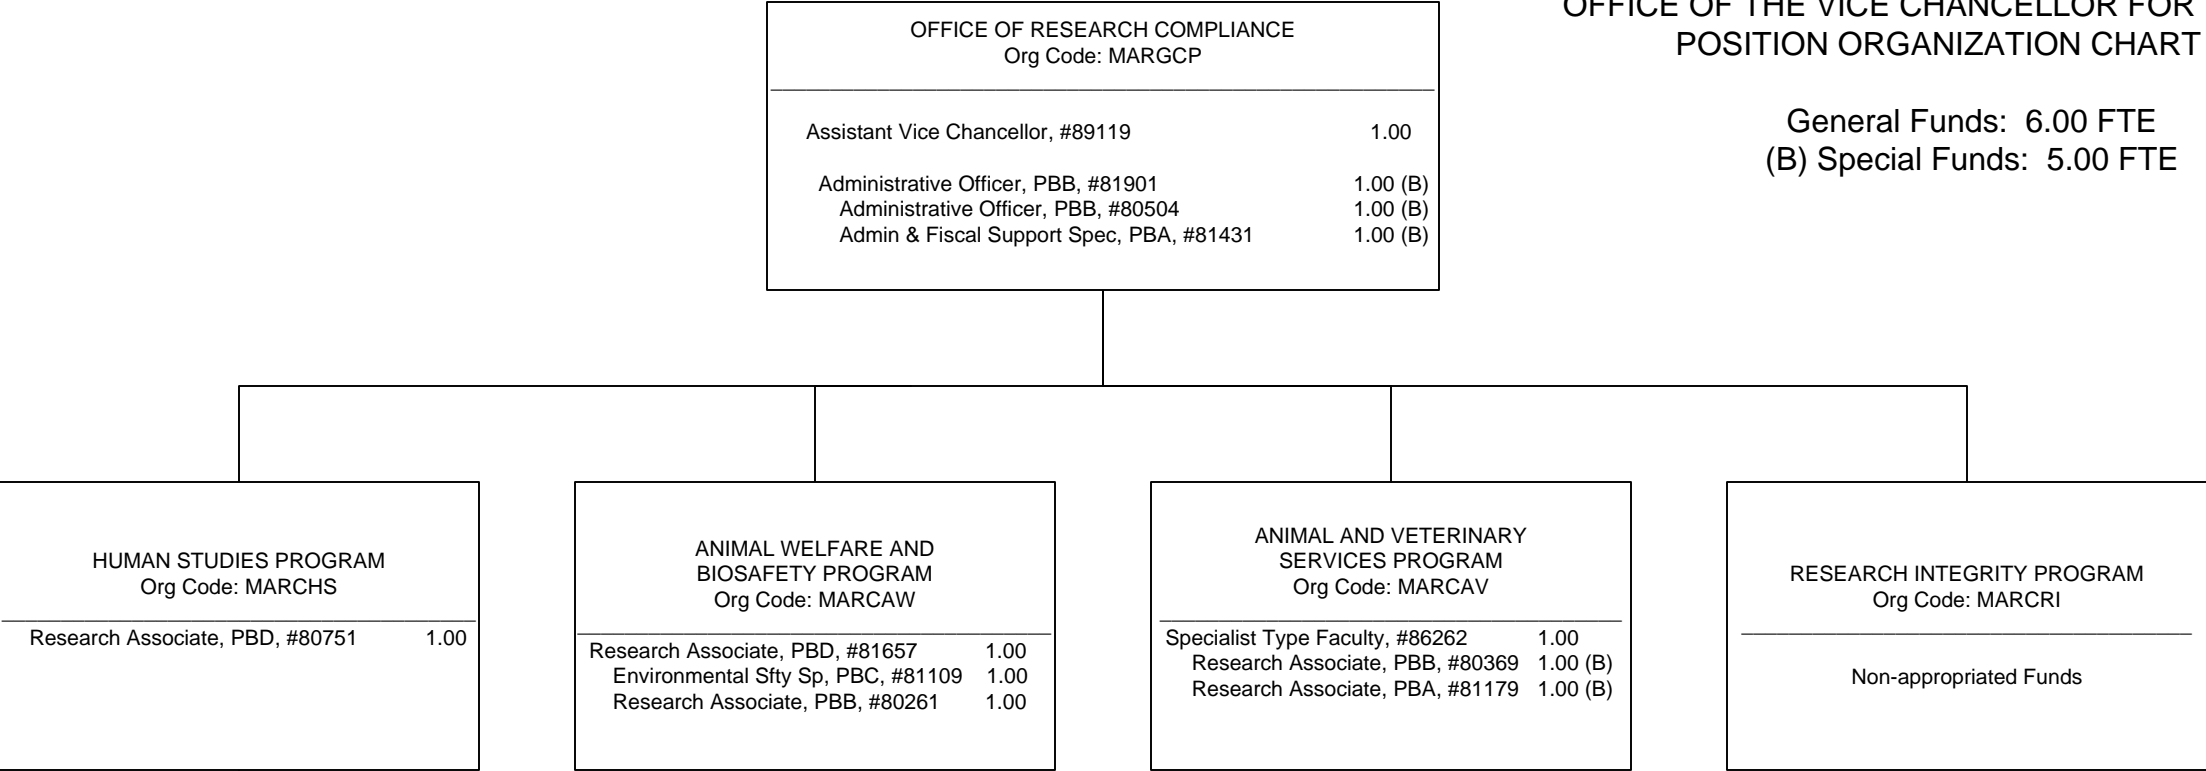 OFFICE OF THE VICE CHANCELLOR FOR
POSITION ORGANIZATION CHART
General Funds: 6.00 FTE
(B) Special Funds: 5.00 FTE
OFFICE OF RESEARCH COMPLIANCE
Org Code: MARGCP
Assistant Vice Chancellor, #89119 1.00
Administrative Officer, PBB, #81901 1.00 (B)
Administrative Officer, PBB, #80504 1.00 (B)
Admin & Fiscal Support Spec, PBA, #81431 1.00 (B)
HUMAN STUDIES PROGRAM
Org Code: MARCHS
Research Associate, PBD, #80751 1.00
ANIMAL WELFARE AND
BIOSAFETY PROGRAM
Org Code: MARCAW
Research Associate, PBD, #81657 1.00
Environmental Sfty Sp, PBC, #81109 1.00
Research Associate, PBB, #80261 1.00
ANIMAL AND VETERINARY
SERVICES PROGRAM
Org Code: MARCAV
Specialist Type Faculty, #86262 1.00
Research Associate, PBB, #80369 1.00 (B)
Research Associate, PBA, #81179 1.00 (B)
RESEARCH INTEGRITY PROGRAM
Org Code: MARCRI
Non-appropriated Funds